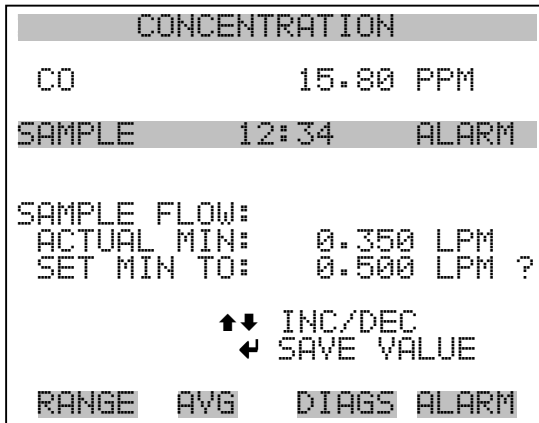 CONCENTRATION
CO 15.80 PPM
SAMPLE 12:34 ALARM
SAMPLE FLOW:
ACTUAL MIN: 0.350 LPM
SET MIN TO: 0.500 LPM ?
⬆⬇ INC/DEC
↵ SAVE VALUE
RANGE AVG DIAGS ALARM